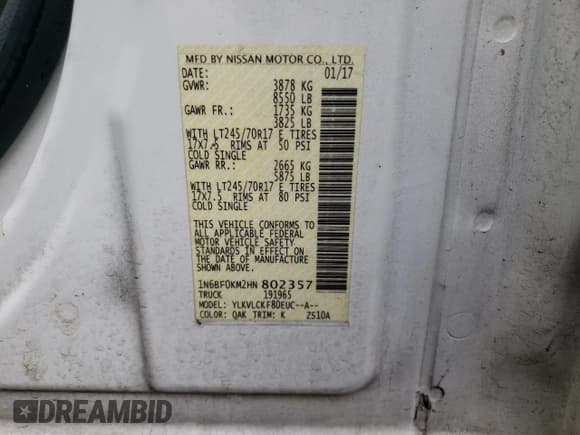 MFD BY NISSAN MOTOR CO., LTD.
DATE: 01/17
GVWR: 3878 KG
8550 LB
GAWR FR.: 1735 KG
3825 LB
WITH LT245/70R17 E TIRES
17X7.5 RIMS AT 50 PSI
COLD SINGLE
GAWR RR.: 2665 KG
5875 LB
WITH LT245/70R17 E TIRES
17X7.5 RIMS AT 80 PSI
COLD SINGLE
THIS VEHICLE CONFORMS TO
ALL APPLICABLE FEDERAL
MOTOR VEHICLE SAFETY
STANDARDS IN EFFECT ON
THE DATE OF MANUFACTURE
SHOWN ABOVE.
1N6BF0KM2HN 802357
TRUCK 191965
MODEL: YLKVLCKF80EUC--A--
COLOR: QAK TRIM: K ZS10A
DREAMBID